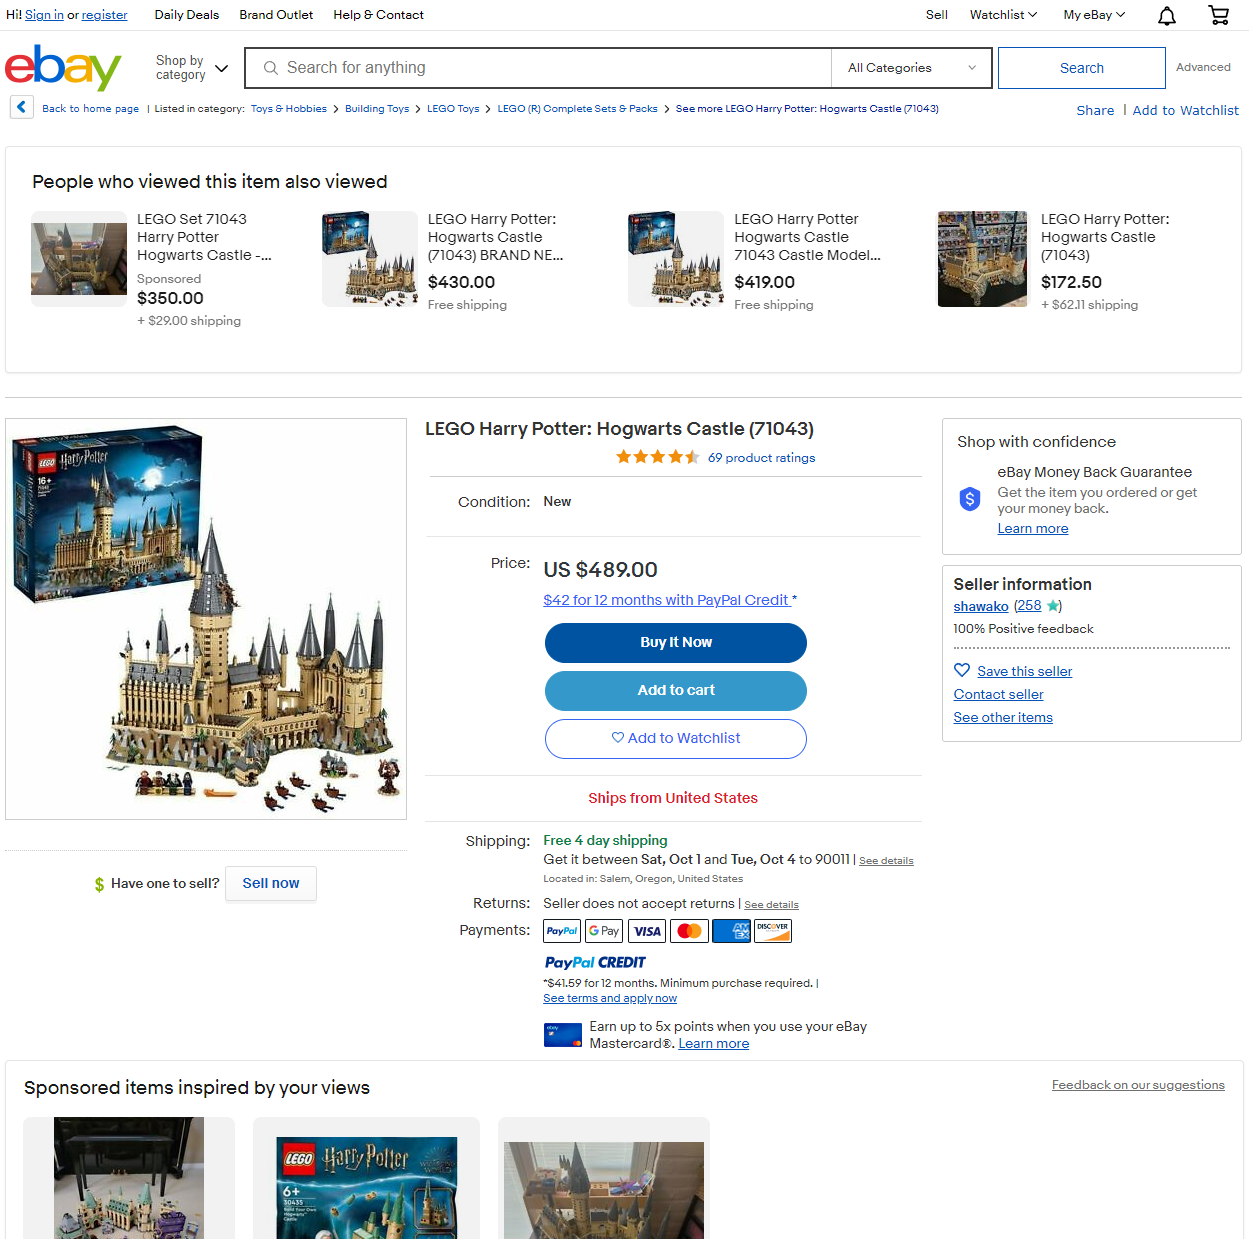 Hi! Sign in or register Daily Deals Brand Outlet Help & Contact Sell Watchlist My eBay
ebay Shop by category Search for anything All Categories Search Advanced
Back to home page | Listed in category: Toys & Hobbies > Building Toys > LEGO Toys > LEGO (R) Complete Sets & Packs > See more LEGO Harry Potter: Hogwarts Castle (71043)
Share | Add to Watchlist
People who viewed this item also viewed
LEGO Set 71043
Harry Potter
Hogwarts Castle -...
Sponsored
$350.00
+ $29.00 shipping
LEGO Harry Potter:
Hogwarts Castle
(71043) BRAND NE...
$430.00
Free shipping
LEGO Harry Potter
Hogwarts Castle
71043 Castle Model...
$419.00
Free shipping
LEGO Harry Potter:
Hogwarts Castle
(71043)
$172.50
+ $62.11 shipping
LEGO Harry Potter
16+
LEGO Harry Potter: Hogwarts Castle (71043)
69 product ratings
Condition: New
Price: US $489.00
$42 for 12 months with PayPal Credit *
Buy It Now
Add to cart
Add to Watchlist
Ships from United States
Shipping: Free 4 day shipping
Get it between Sat, Oct 1 and Tue, Oct 4 to 90011 | See details
Located in: Salem, Oregon, United States
Returns: Seller does not accept returns | See details
Payments: PayPal G Pay VISA AM EX DISCOVER
PayPal CREDIT
*$41.59 for 12 months. Minimum purchase required. |
See terms and apply now
Earn up to 5x points when you use your eBay
Mastercard®. Learn more
$ Have one to sell? Sell now
Shop with confidence
eBay Money Back Guarantee
Get the item you ordered or get
your money back.
Learn more
Seller information
shawako (258)
100% Positive feedback
Save this seller
Contact seller
See other items
Sponsored items inspired by your views
Feedback on our suggestions
LEGO Harry Potter
6+
30435
Build Your Own
Hogwarts
Castle